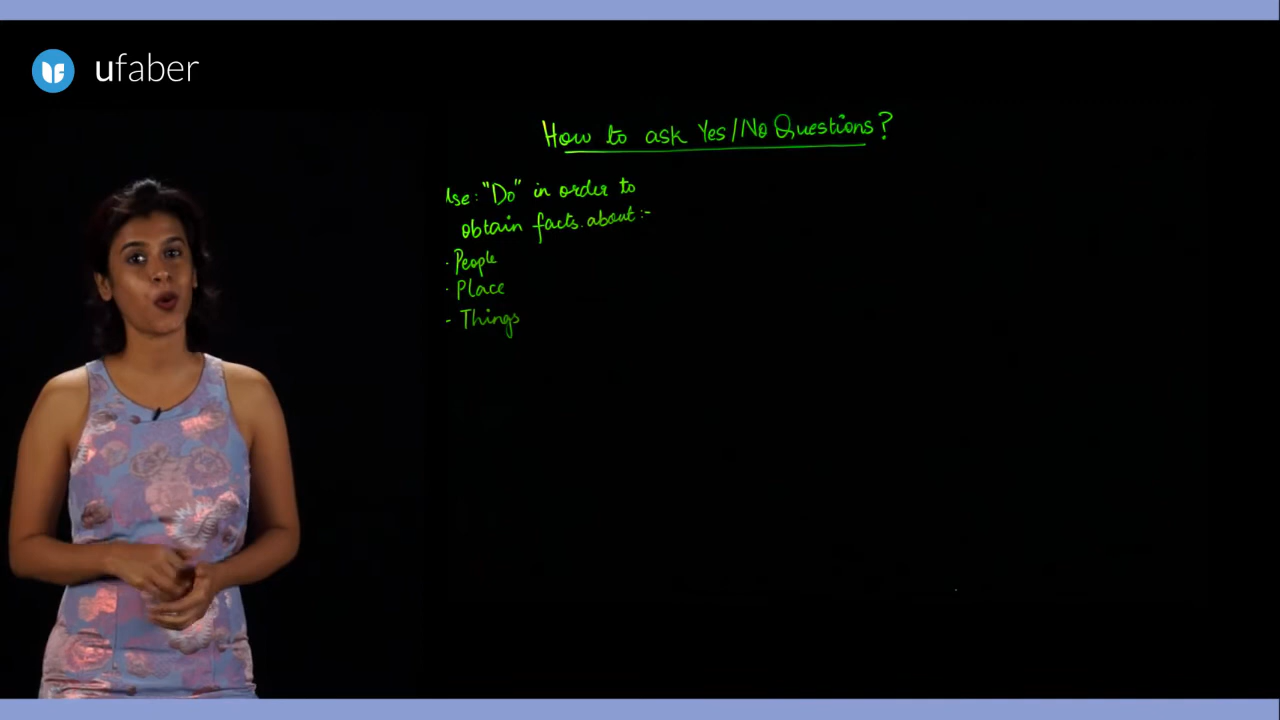 ufaber
How to ask Yes/No Questions?
Use: "Do" in order to
obtain facts about :-
· People
· Place
- Things